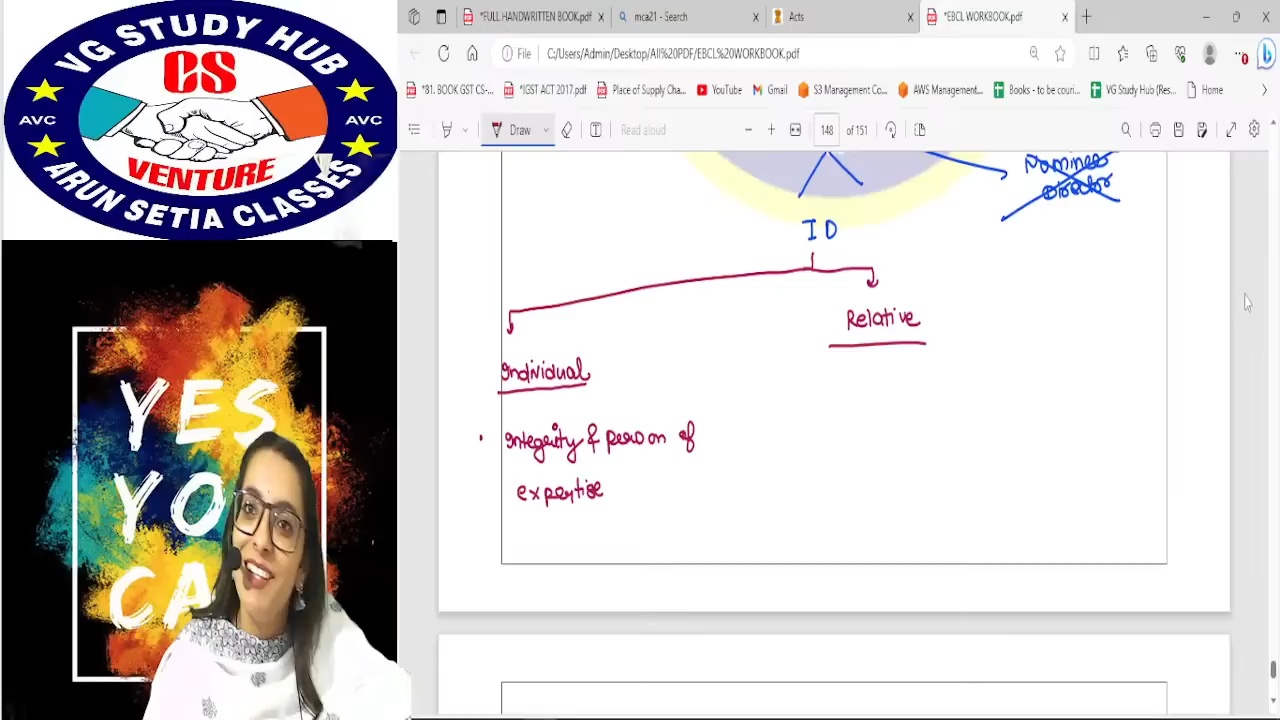 VG STUDY HUB
CS
AVC
AVC
VENTURE
ARUN SETIA CLASSES
YES
YO
CA
*FULL HANDWRITTEN BOOK.pdf
mca21 - Search
Acts
*EBCL WORKBOOK.pdf
File
C:/Users/Admin/Desktop/All%20PDF/EBCL%20WORKBOOK.pdf
*81. BOOK GST CS-...
*IGST ACT 2017.pdf
Place of Supply Cha...
YouTube
Gmail
S3 Management Co...
AWS Management...
Books - to be couri...
VG Study Hub (Res...
Home
Draw
Read aloud
148
of 151
Nominee
Director
ID
Relative
Individual
Integrity & person of
expertise